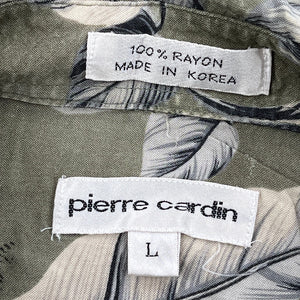 100% RAYON
MADE IN KOREA
pierre cardin
L